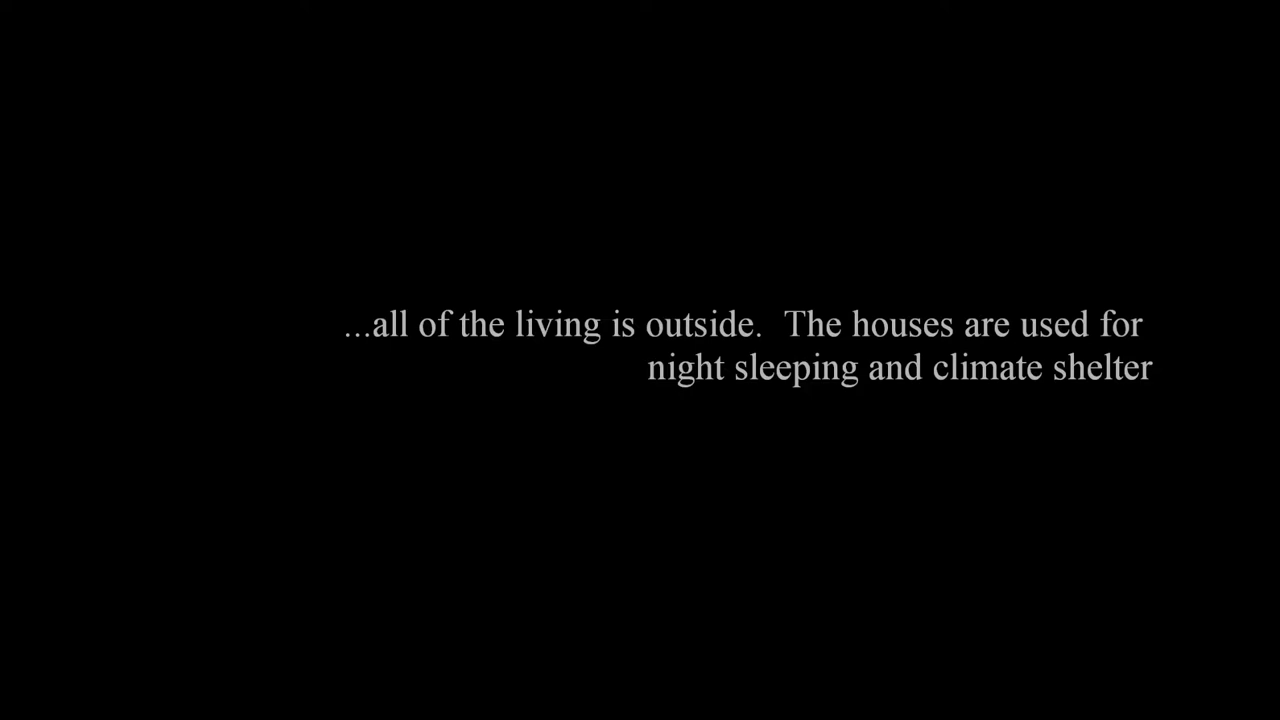 ...all of the living is outside.  The houses are used for
night sleeping and climate shelter